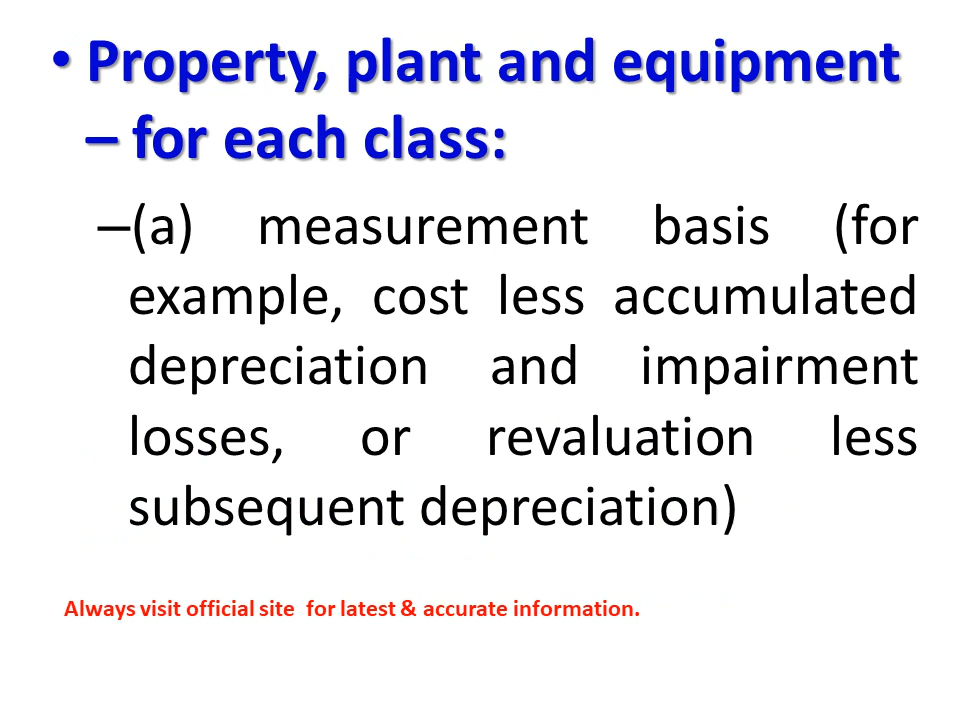 • Property, plant and equipment
– for each class:
–(a) measurement basis (for
example, cost less accumulated
depreciation and impairment
losses, or revaluation less
subsequent depreciation)
Always visit official site for latest & accurate information.